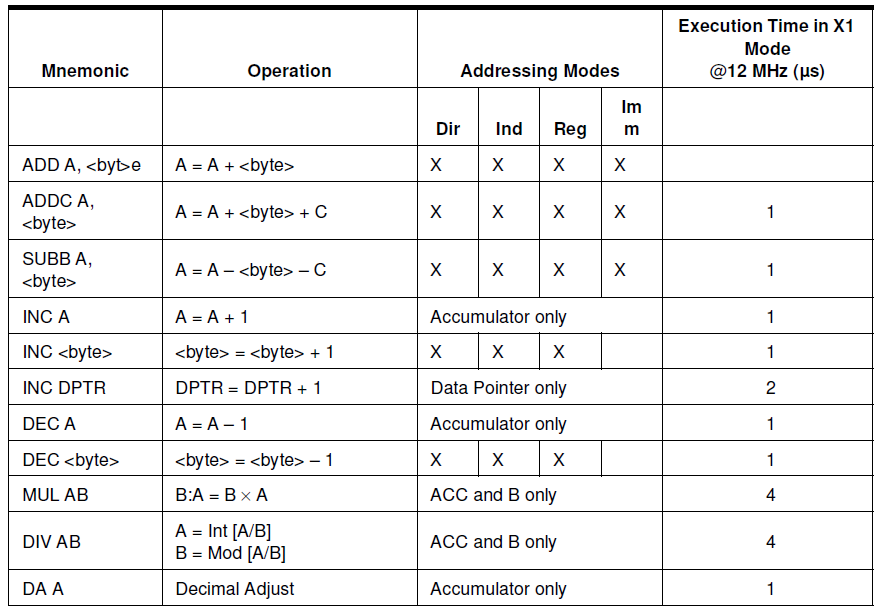 Mnemonic Operation Addressing Modes Execution Time in X1
Mode
@12 MHz (µs)
Dir Ind Reg Im
m
ADD A, <byt>e A = A + <byte> X X X X
ADDC A,
<byte> A = A + <byte> + C X X X X 1
SUBB A,
<byte> A = A – <byte> – C X X X X 1
INC A A = A + 1 Accumulator only 1
INC <byte> <byte> = <byte> + 1 X X X 1
INC DPTR DPTR = DPTR + 1 Data Pointer only 2
DEC A A = A – 1 Accumulator only 1
DEC <byte> <byte> = <byte> – 1 X X X 1
MUL AB B:A = B × A ACC and B only 4
DIV AB A = Int [A/B]
B = Mod [A/B] ACC and B only 4
DA A Decimal Adjust Accumulator only 1